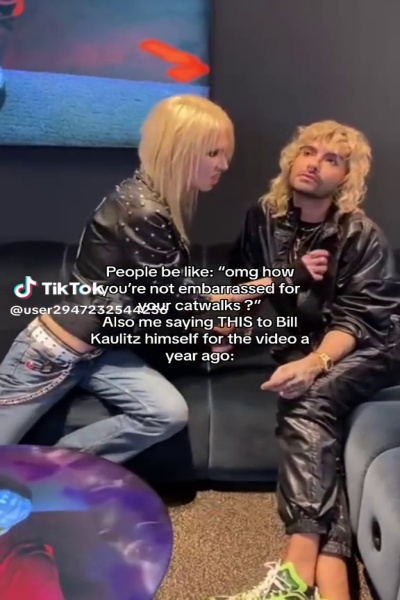 People be like: “omg how
you’re not embarrassed for
your catwalks ?”
Also me saying THIS to Bill
Kaulitz himself for the video a
year ago:
TikTok
@user2947232544256